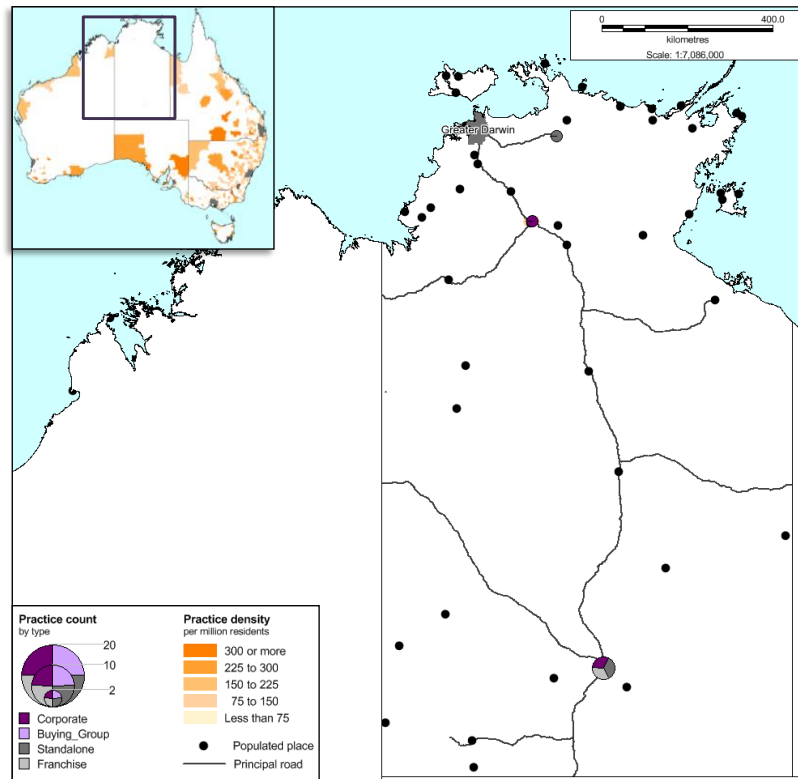 0 400.0
kilometres
Scale: 1:7,086,000
Greater Darwin
Practice count
by type
20
10
2
Corporate
Buying_Group
Standalone
Franchise
Practice density
per million residents
300 or more
225 to 300
150 to 225
75 to 150
Less than 75
Populated place
Principal road